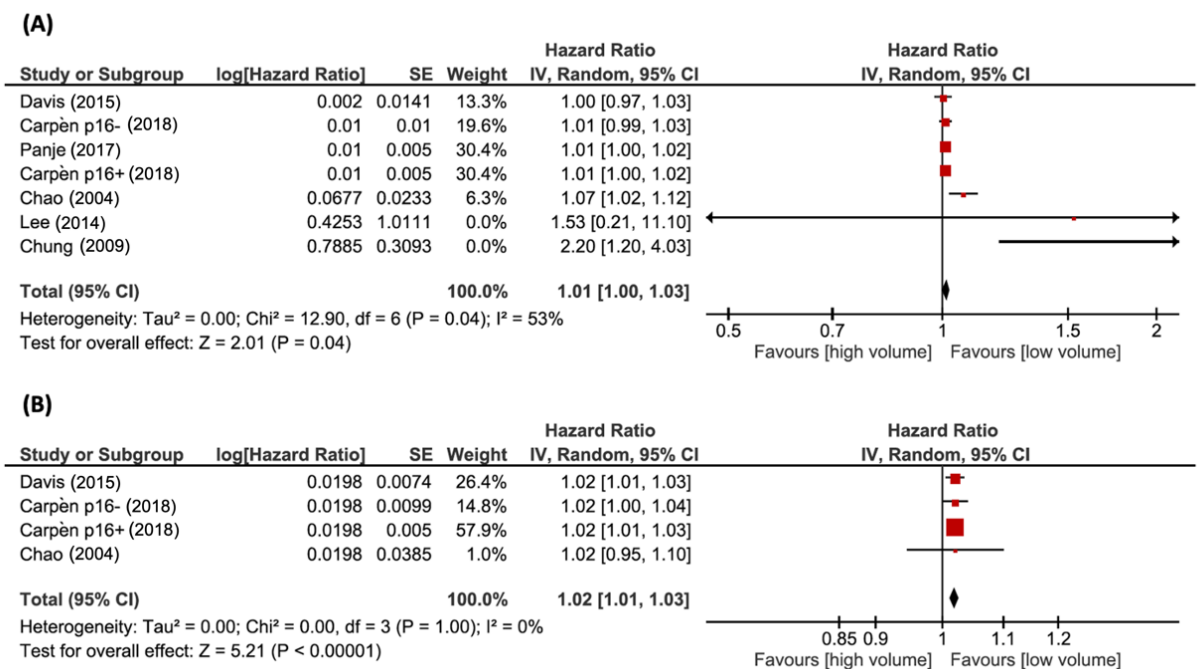 (A)
Hazard Ratio Hazard Ratio
Study or Subgroup log[Hazard Ratio] SE Weight IV, Random, 95% CI IV, Random, 95% CI
Davis (2015) 0.002 0.0141 13.3% 1.00 [0.97, 1.03]
Carpèn p16- (2018) 0.01 0.01 19.6% 1.01 [0.99, 1.03]
Panje (2017) 0.01 0.005 30.4% 1.01 [1.00, 1.02]
Carpèn p16+ (2018) 0.01 0.005 30.4% 1.01 [1.00, 1.02]
Chao (2004) 0.0677 0.0233 6.3% 1.07 [1.02, 1.12]
Lee (2014) 0.4253 1.0111 0.0% 1.53 [0.21, 11.10]
Chung (2009) 0.7885 0.3093 0.0% 2.20 [1.20, 4.03]
Total (95% CI) 100.0% 1.01 [1.00, 1.03]
Heterogeneity: Tau² = 0.00; Chi² = 12.90, df = 6 (P = 0.04); I² = 53%
Test for overall effect: Z = 2.01 (P = 0.04)
0.5 0.7 1 1.5 2
Favours [high volume] Favours [low volume]
(B)
Hazard Ratio Hazard Ratio
Study or Subgroup log[Hazard Ratio] SE Weight IV, Random, 95% CI IV, Random, 95% CI
Davis (2015) 0.0198 0.0074 26.4% 1.02 [1.01, 1.03]
Carpèn p16- (2018) 0.0198 0.0099 14.8% 1.02 [1.00, 1.04]
Carpèn p16+ (2018) 0.0198 0.005 57.9% 1.02 [1.01, 1.03]
Chao (2004) 0.0198 0.0385 1.0% 1.02 [0.95, 1.10]
Total (95% CI) 100.0% 1.02 [1.01, 1.03]
Heterogeneity: Tau² = 0.00; Chi² = 0.00, df = 3 (P = 1.00); I² = 0%
Test for overall effect: Z = 5.21 (P < 0.00001)
0.85 0.9 1 1.1 1.2
Favours [high volume] Favours [low volume]